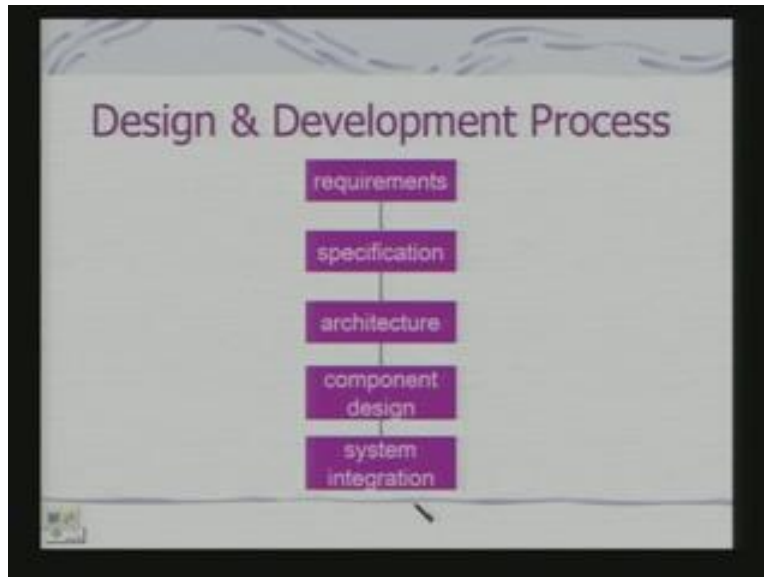 Design & Development Process
requirements
specification
architecture
component
design
system
integration